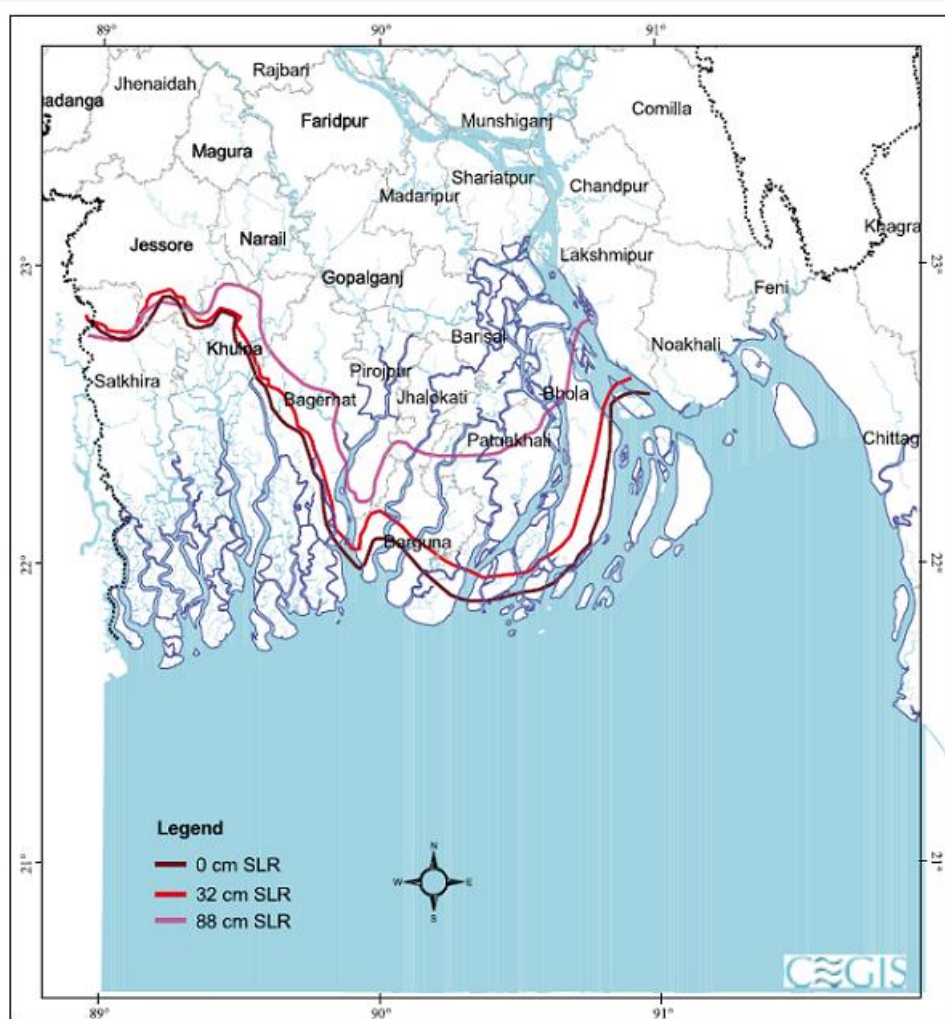 89° 90° 91°
Jhenaidah
Rajbari
adanga
Faridpur
Munshiganj
Comilla
Magura
Shariatpur
Chandpur
Madaripur
Khagra
Jessore
Narail
Lakshmipur
23° 23°
Gopalganj
Feni
Barisal
Noakhali
Khulna
Pirojpur
Satkhira
Bagerhat
Jhalokati
Bhola
Patuakhali
Chittag
Barguna
22° 22°
21° 21°
Legend
0 cm SLR
32 cm SLR
88 cm SLR
N
W E
S
CEGIS
89° 90° 91°